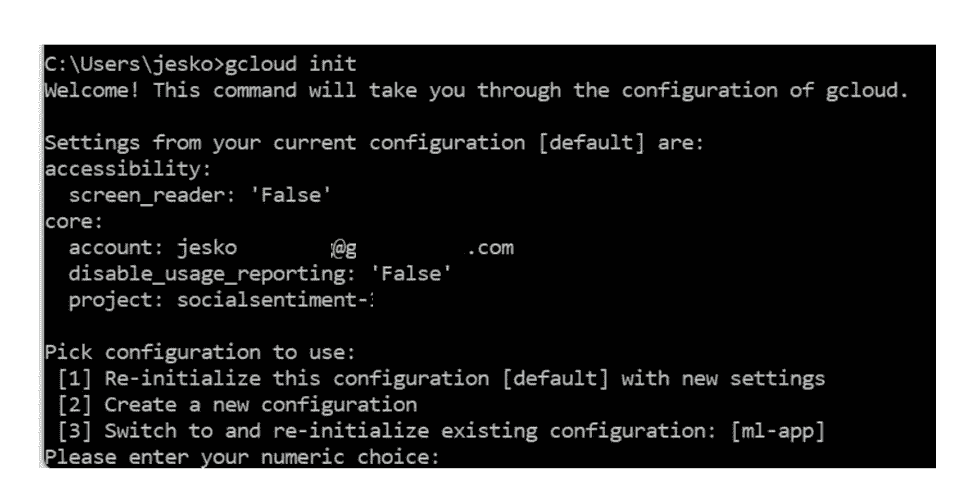 C:\Users\jesko>gcloud init
Welcome! This command will take you through the configuration of gcloud.
Settings from your current configuration [default] are:
accessibility:
screen_reader: 'False'
core:
account: jesko @g .com
disable_usage_reporting: 'False'
project: socialsentiment-
Pick configuration to use:
[1] Re-initialize this configuration [default] with new settings
[2] Create a new configuration
[3] Switch to and re-initialize existing configuration: [ml-app]
Please enter your numeric choice: